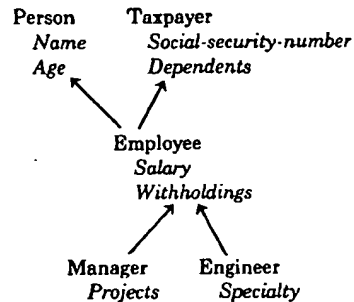 Person Taxpayer
Name Social-security-number
Age Dependents
Employee
Salary
Withholdings
Manager Engineer
Projects Specialty